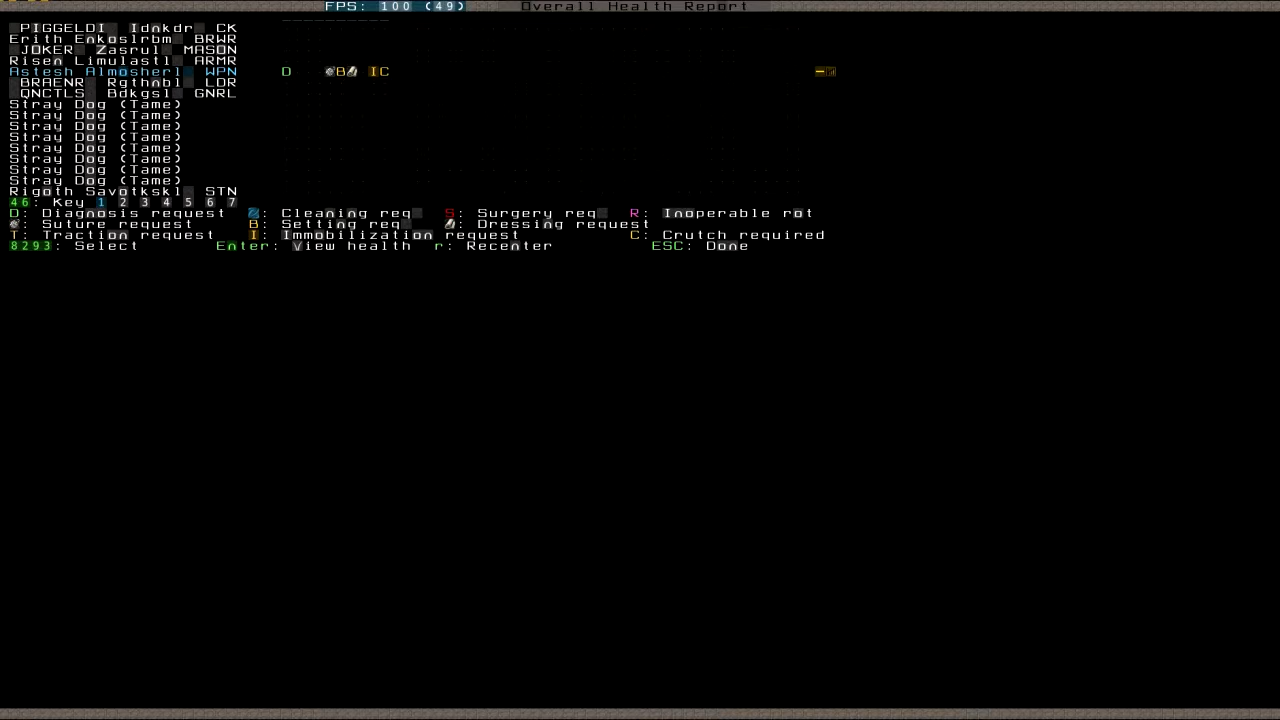 FPS: 100 (49) Overall Health Report
PIGGELDI Idnkdr CK
Erith Enkoslrbm BRWR
JOKER Zasrul MASON
Risen Limulastl ARMR
Astesh Almosherl WPN D B IC
BRAENR Rgthnbl LDR
QNCTLS Bdkgsl GNRL
Stray Dog (Tame)
Stray Dog (Tame)
Stray Dog (Tame)
Stray Dog (Tame)
Stray Dog (Tame)
Stray Dog (Tame)
Stray Dog (Tame)
Stray Dog (Tame)
Rigoth Savotkskl STN
46: Key 1 2 3 4 5 6 7
D: Diagnosis request : Cleaning req S: Surgery req R: Inoperable rot
: Suture request B: Setting req : Dressing request
T: Traction request I: Immobilization request C: Crutch required
8293: Select Enter: View health r: Recenter ESC: Done